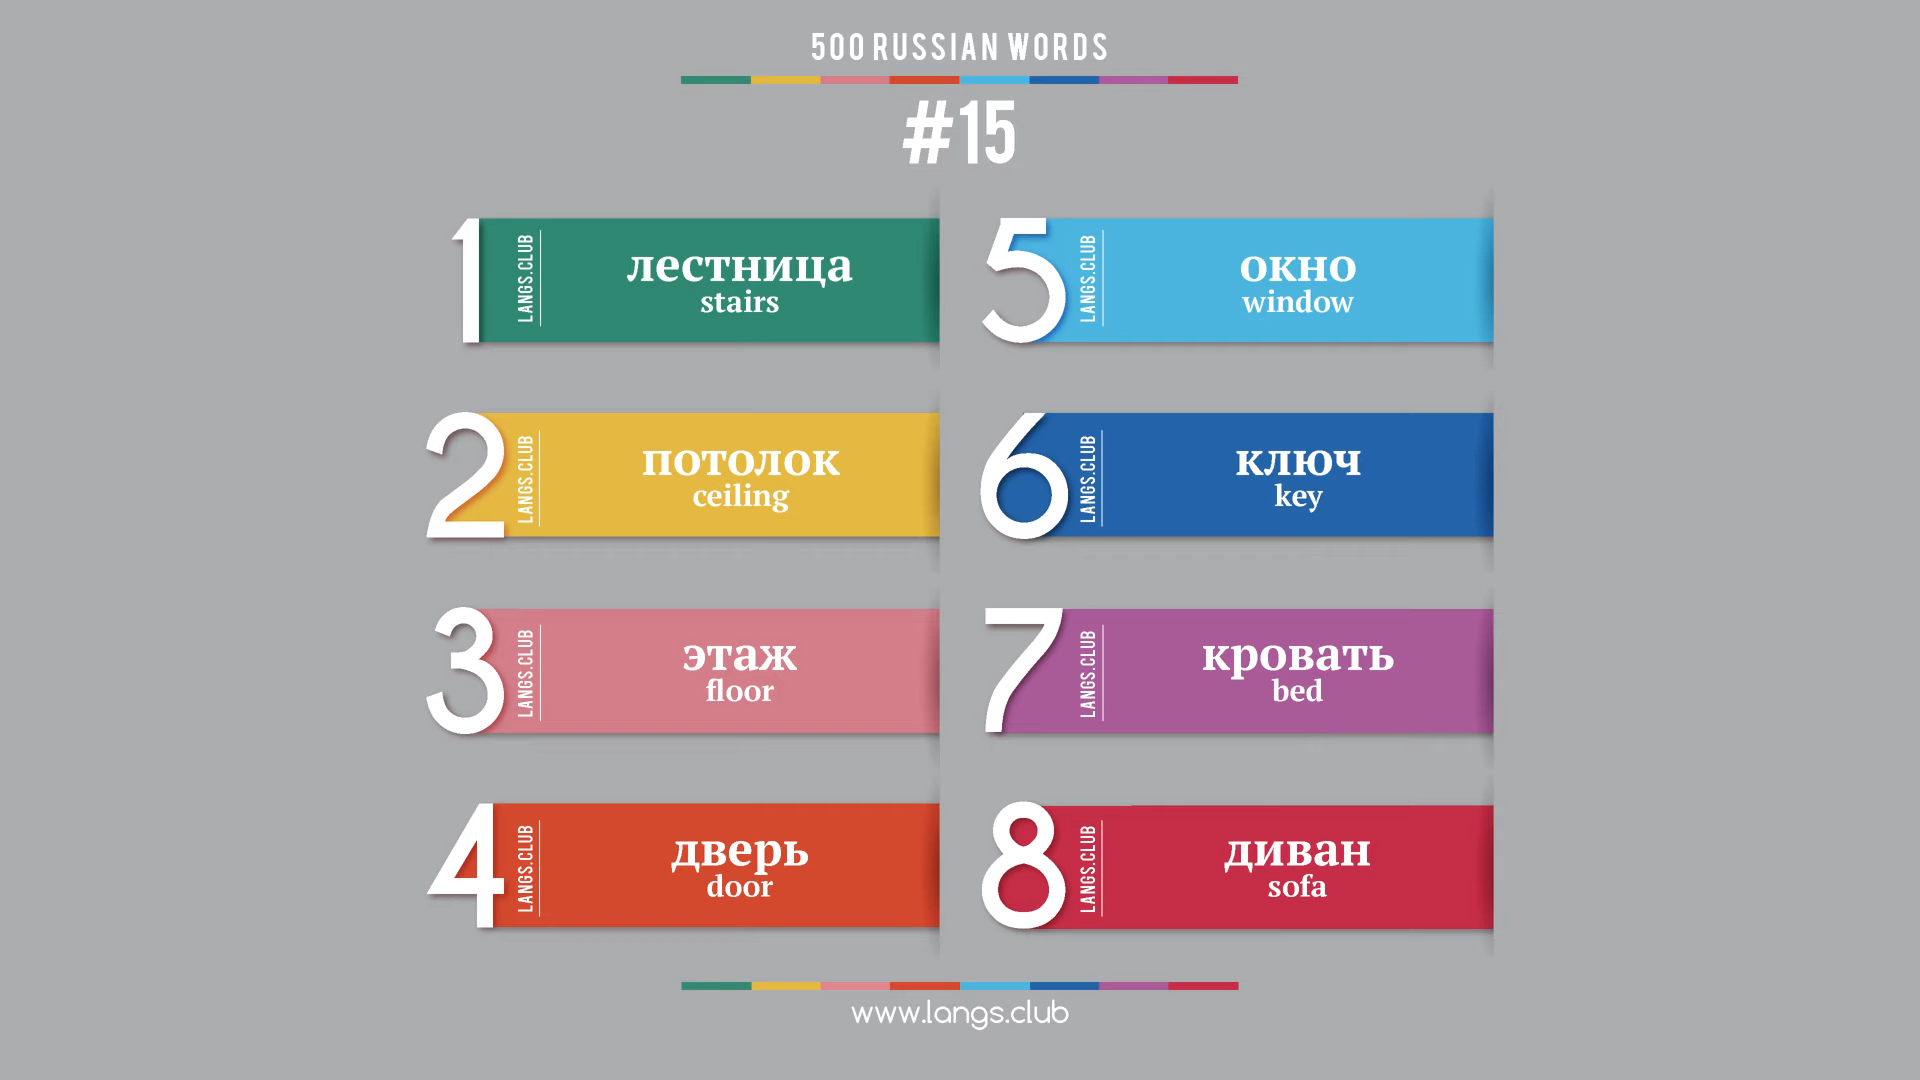 500 RUSSIAN WORDS
#15
1
LANGS.CLUB
лестница
stairs
2
LANGS.CLUB
потолок
ceiling
3
LANGS.CLUB
этаж
floor
4
LANGS.CLUB
дверь
door
5
LANGS.CLUB
окно
window
6
LANGS.CLUB
ключ
key
7
LANGS.CLUB
кровать
bed
8
LANGS.CLUB
диван
sofa
www.langs.club